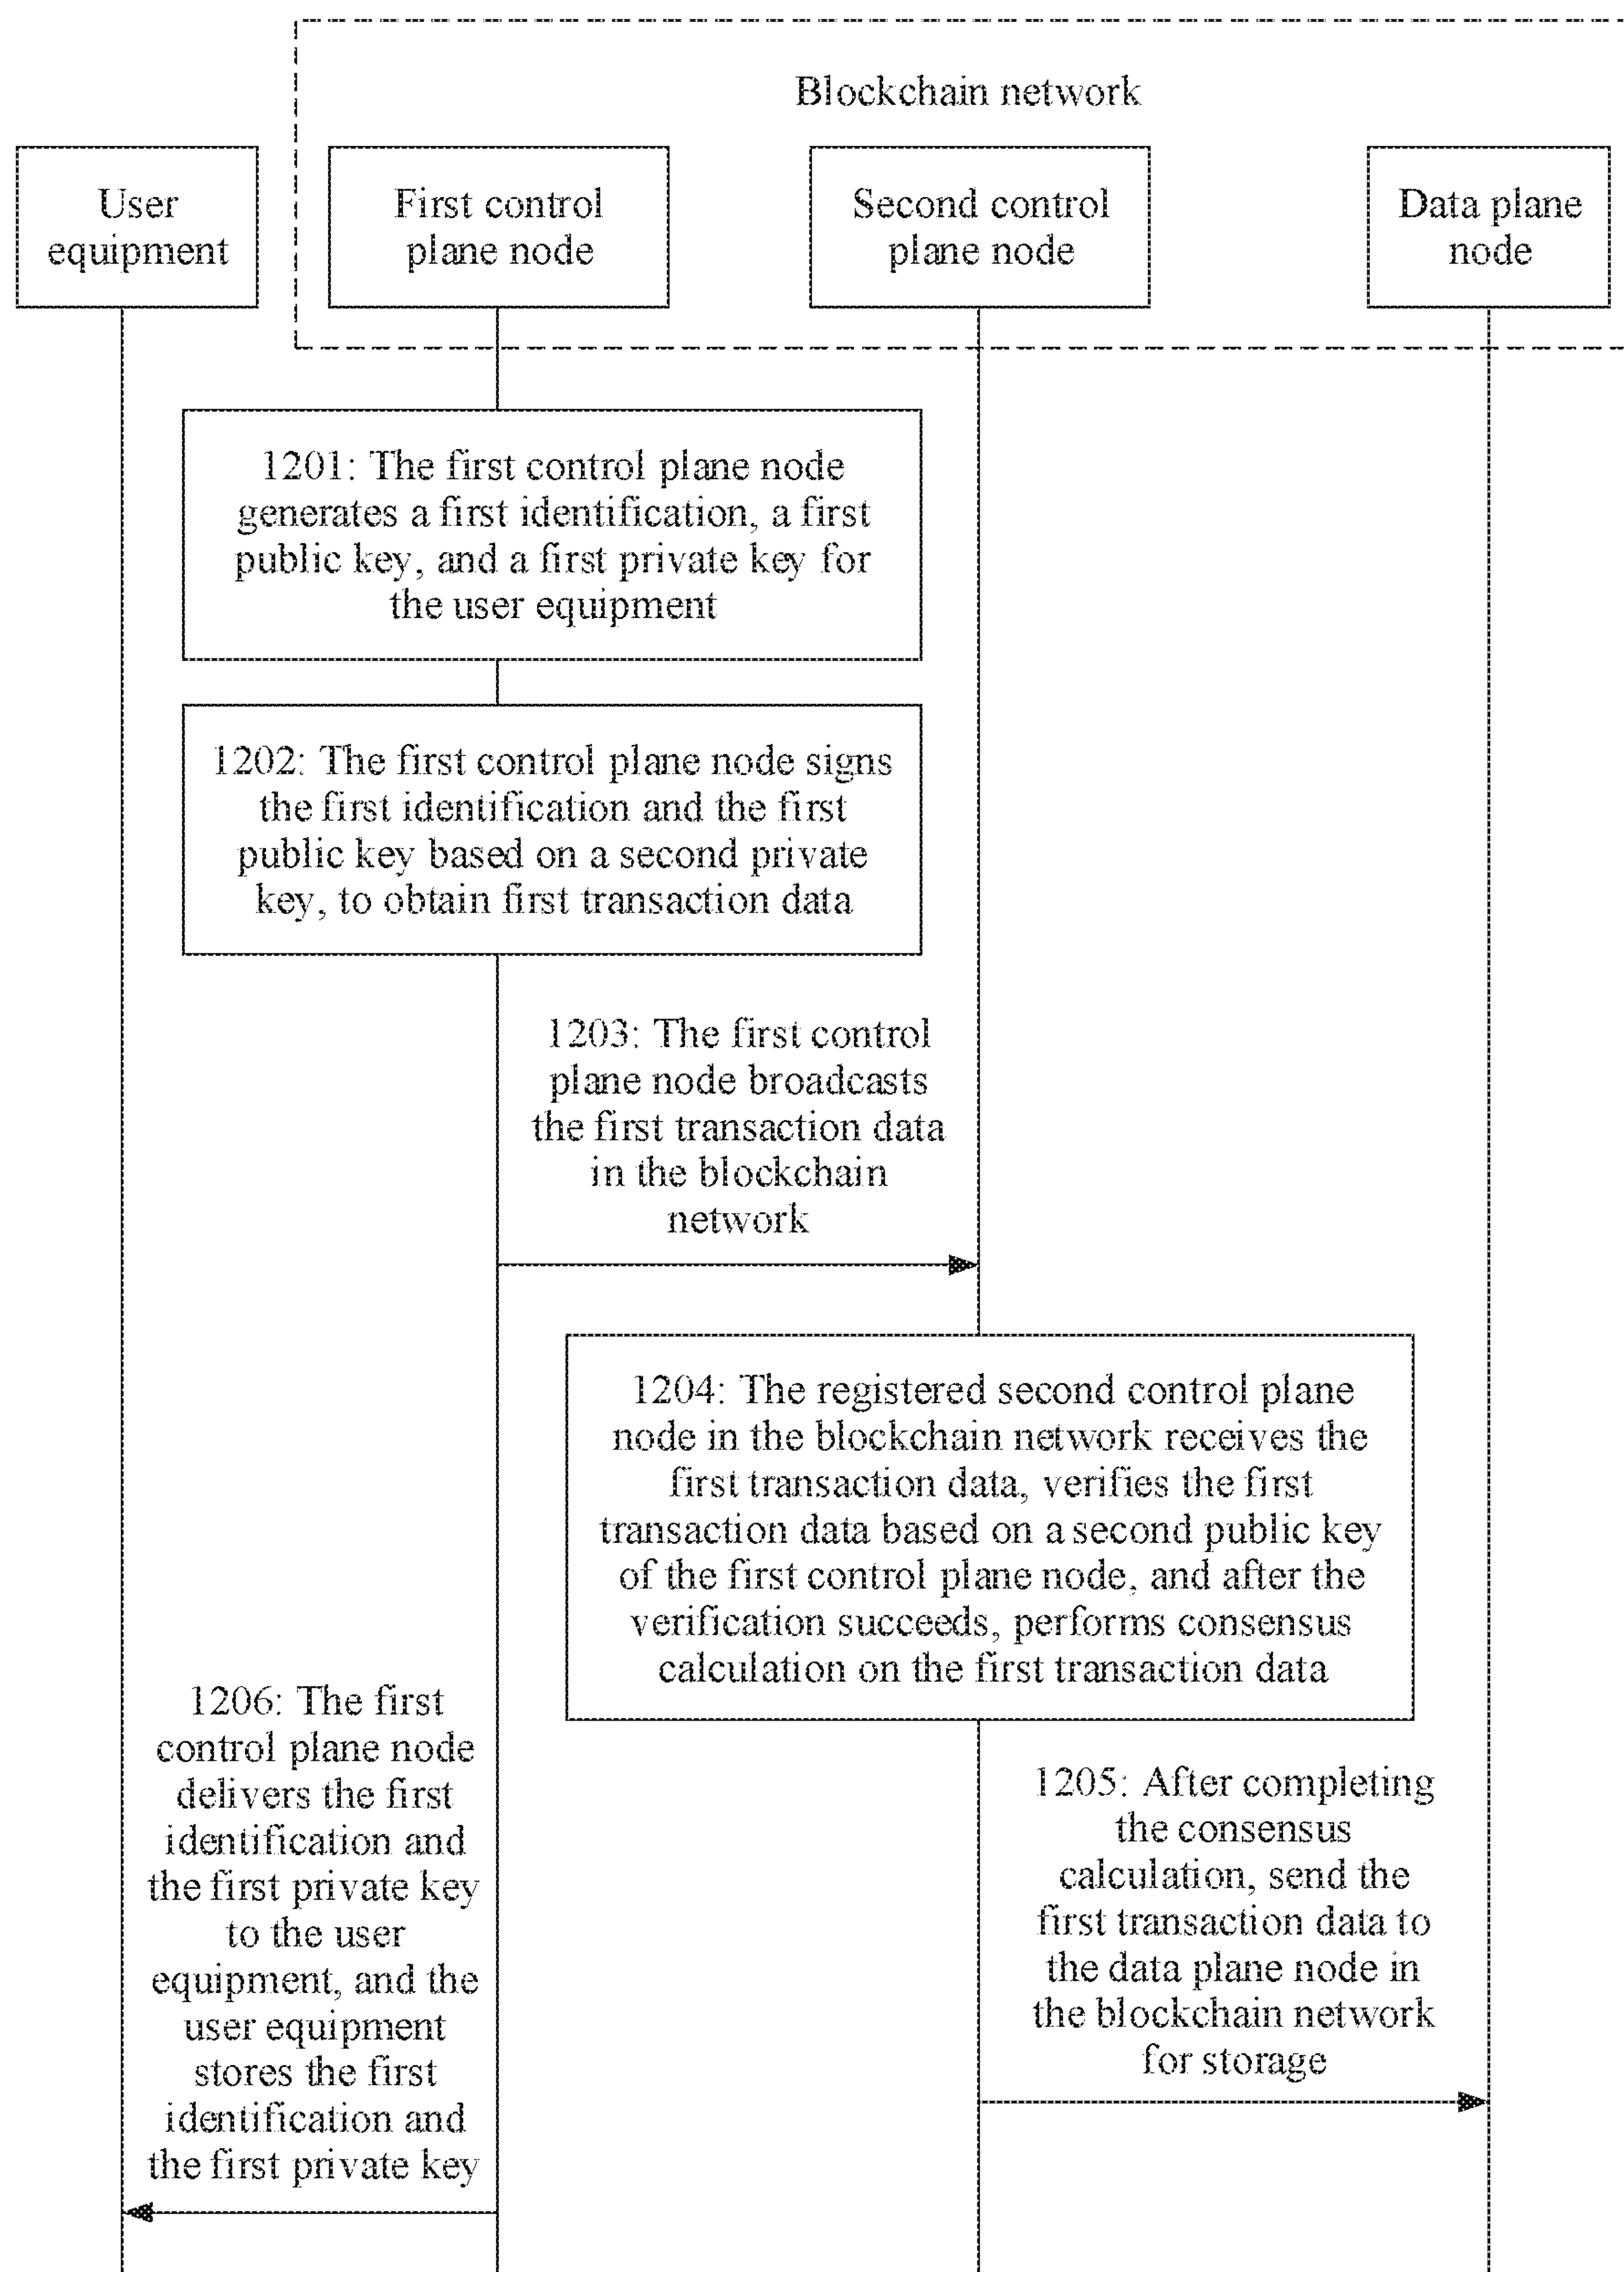 Blockchain network
User
equipment
First control
plane node
Second control
plane node
Data plane
node
1201: The first control plane node
generates a first identification, a first
public key, and a first private key for
the user equipment
1202: The first control plane node signs
the first identification and the first
public key based on a second private
key, to obtain first transaction data
1203: The first control
plane node broadcasts
the first transaction data
in the blockchain
network
1204: The registered second control plane
node in the blockchain network receives the
first transaction data, verifies the first
transaction data based on a second public key
of the first control plane node, and after the
verification succeeds, performs consensus
calculation on the first transaction data
1205: After completing
the consensus
calculation, send the
first transaction data to
the data plane node in
the blockchain network
for storage
1206: The first
control plane node
delivers the first
identification and
the first private key
to the user
equipment, and the
user equipment
stores the first
identification and
the first private key